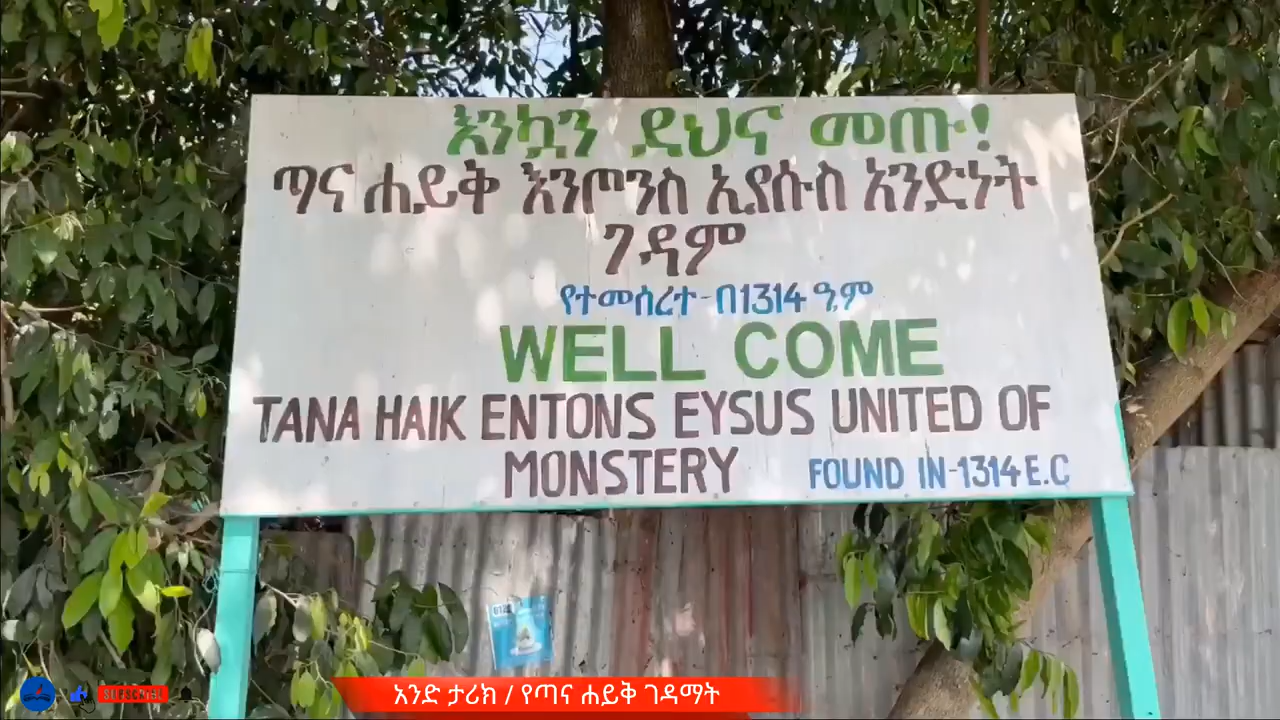 እንኳን ደህና መጡ!
ጣና ሐይቅ እንጦንስ ኢየሱስ አንድነት
ገዳም
የተመሰረተ-በ1314 ዓ.ም
WELL COME
TANA HAIK ENTONS EYSUS UNITED OF
MONSTERY
FOUND IN-1314 E.C
SUBSCRIBE
አንድ ታሪክ / የጣና ሐይቅ ገዳማት